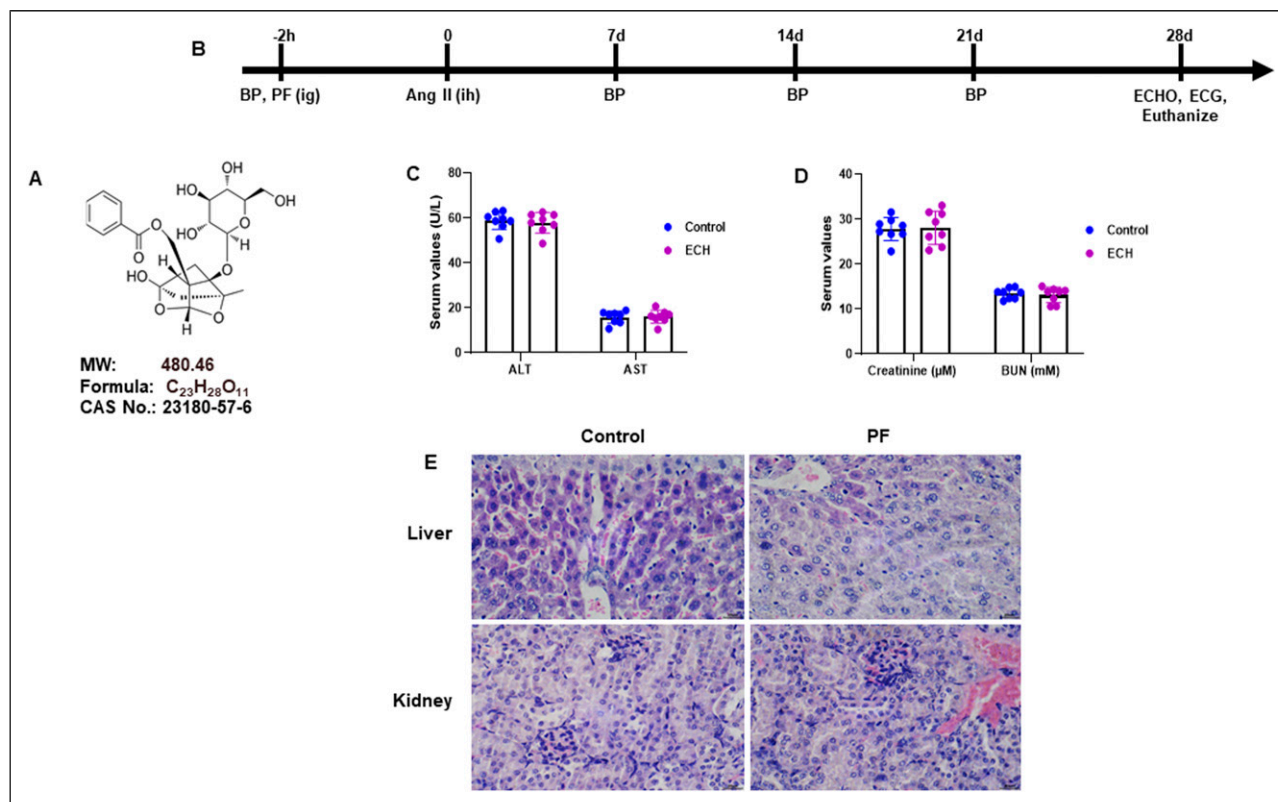 B
-2h 0 7d 14d 21d 28d
BP, PF (ig) Ang II (ih) BP BP BP ECHO, ECG,
Euthanize
A
OH
HO
OH
HO
O
O
O
HO
O
H
HO
O
H
O
MW: 480.46
Formula: C₂₃H₂₈O₁₁
CAS No.: 23180-57-6
C
Serum values (U/L)
80
60
40
20
0
ALT AST
Control
ECH
D
Serum values
40
30
20
10
0
Creatinine (μM) BUN (mM)
Control
ECH
E
Control PF
Liver
Kidney